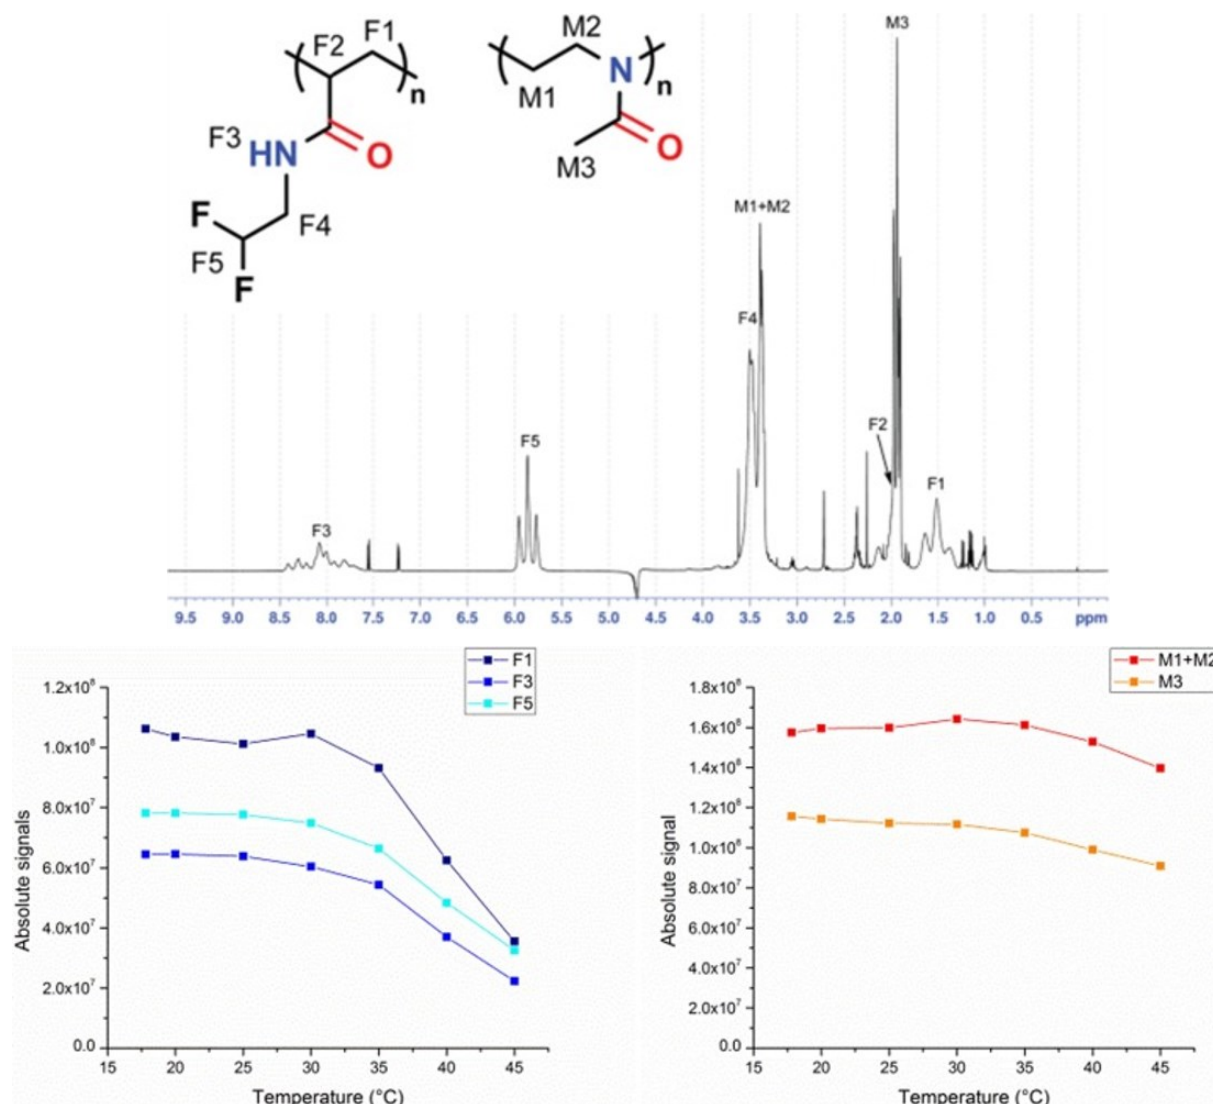 F1
F2
n
F3
HN
O
F
F4
F5
F
M2
N
n
M1
O
M3
M3
M1+M2
F4
F5
F3
F2
F1
9.5 9.0 8.0 7.5 7.0 6.5 6.0 5.5 5.0 4.5 4.0 3.5 3.0 2.5 2.0 1.5 1.0 0.5 ppm
F1
F3
F5
1.2x10⁸
1.0x10⁸
8.0x10⁷
6.0x10⁷
4.0x10⁷
2.0x10⁷
0.0
15 20 25 30 35 40 45
Absolute signals
Temperature (°C)
M1+M2
M3
1.8x10⁸
1.6x10⁸
1.4x10⁸
1.2x10⁸
1.0x10⁸
8.0x10⁷
6.0x10⁷
4.0x10⁷
2.0x10⁷
0.0
15 20 25 30 35 40 45
Absolute signal
Temperature (°C)